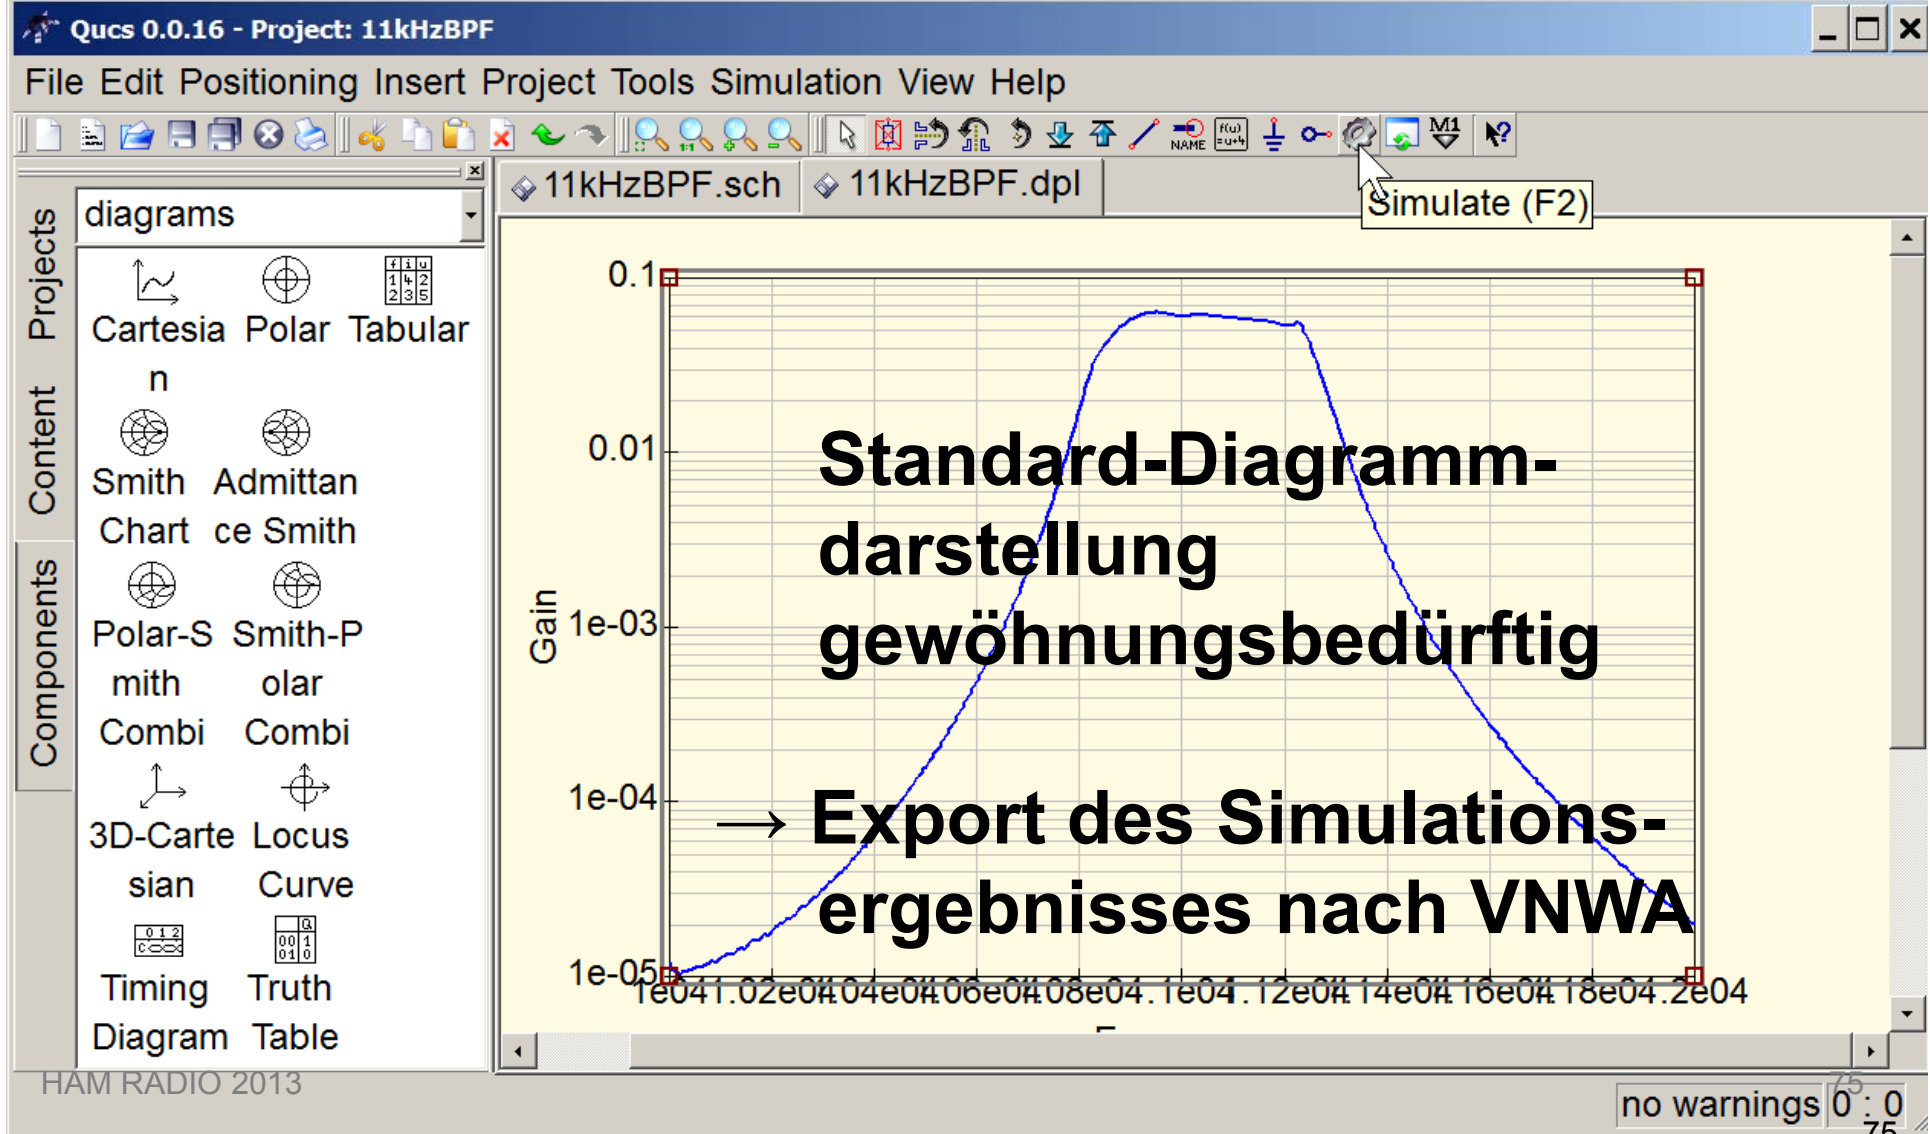 Qucs 0.0.16 - Project: 11kHzBPF
File Edit Positioning Insert Project Tools Simulation View Help
NAME
M1
11kHzBPF.sch
11kHzBPF.dpl
Simulate (F2)
Projects
Content
Components
diagrams
Cartesia
n
Polar
Tabular
Smith
Chart
Admittan
ce Smith
Polar-S
mith
Combi
Smith-P
olar
Combi
3D-Carte
sian
Locus
Curve
Timing
Diagram
Truth
Table
Gain
0.1
0.01
1e-03
1e-04
1e-05
Standard-Diagramm-
darstellung
gewöhnungsbedürftig
→ Export des Simulations-
ergebnisses nach VNWA
HAM RADIO 2013
75
no warnings 0 : 0
75